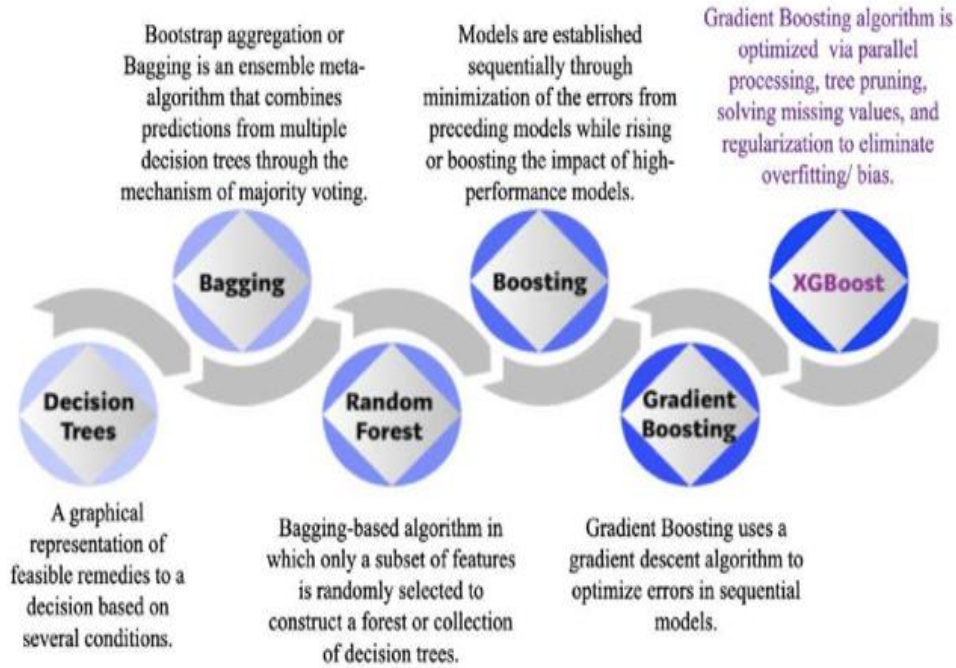 Bootstrap aggregation or
Bagging is an ensemble meta-
algorithm that combines
predictions from multiple
decision trees through the
mechanism of majority voting.
Models are established
sequentially through
minimization of the errors from
preceding models while rising
or boosting the impact of high-
performance models.
Gradient Boosting algorithm is
optimized via parallel
processing, tree pruning,
solving missing values, and
regularization to eliminate
overfitting/ bias.
Bagging
Boosting
XGBoost
Decision
Trees
Random
Forest
Gradient
Boosting
A graphical
representation of
feasible remedies to a
decision based on
several conditions.
Bagging-based algorithm in
which only a subset of features
is randomly selected to
construct a forest or collection
of decision trees.
Gradient Boosting uses a
gradient descent algorithm to
optimize errors in sequential
models.